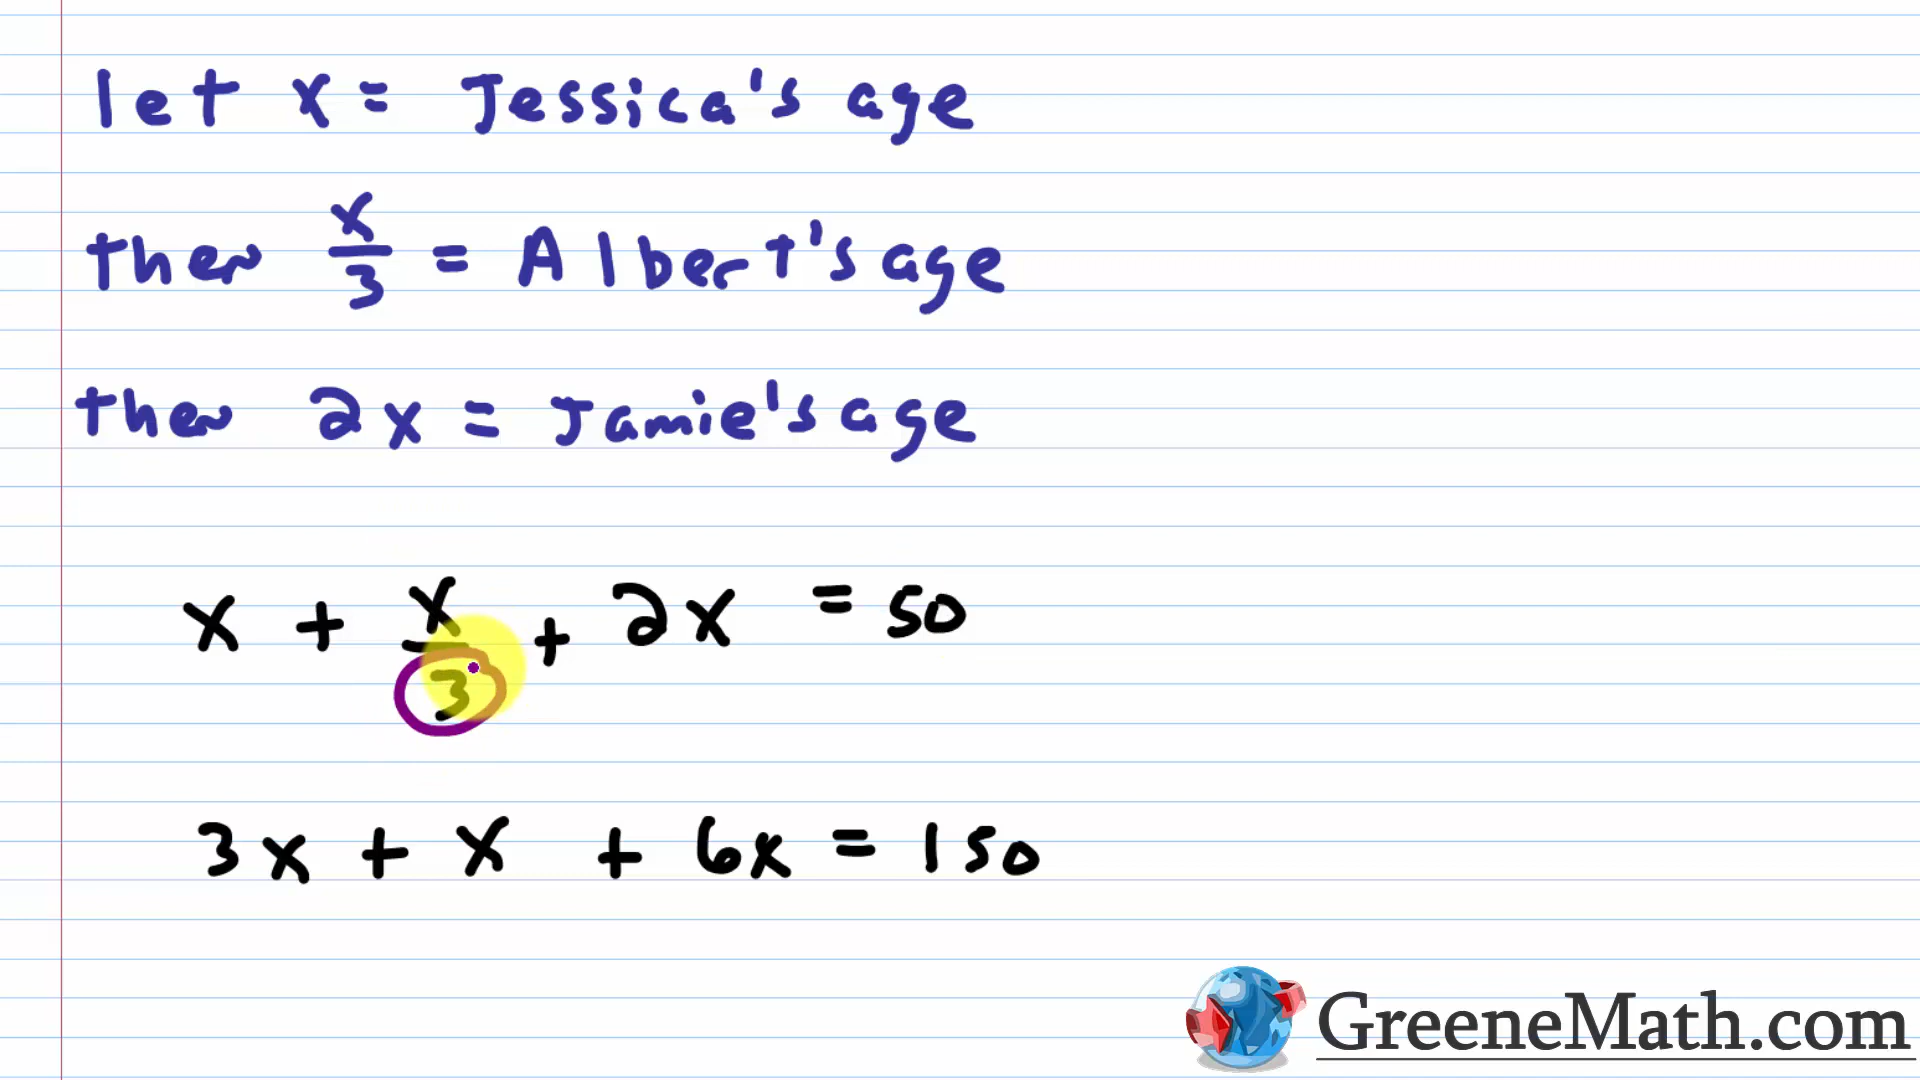 let x = Jessica's age
then x/3 = Albert's age
then 2x = Jamie's age
x + x/3 + 2x = 50
3x + x + 6x = 150
GreeneMath.com